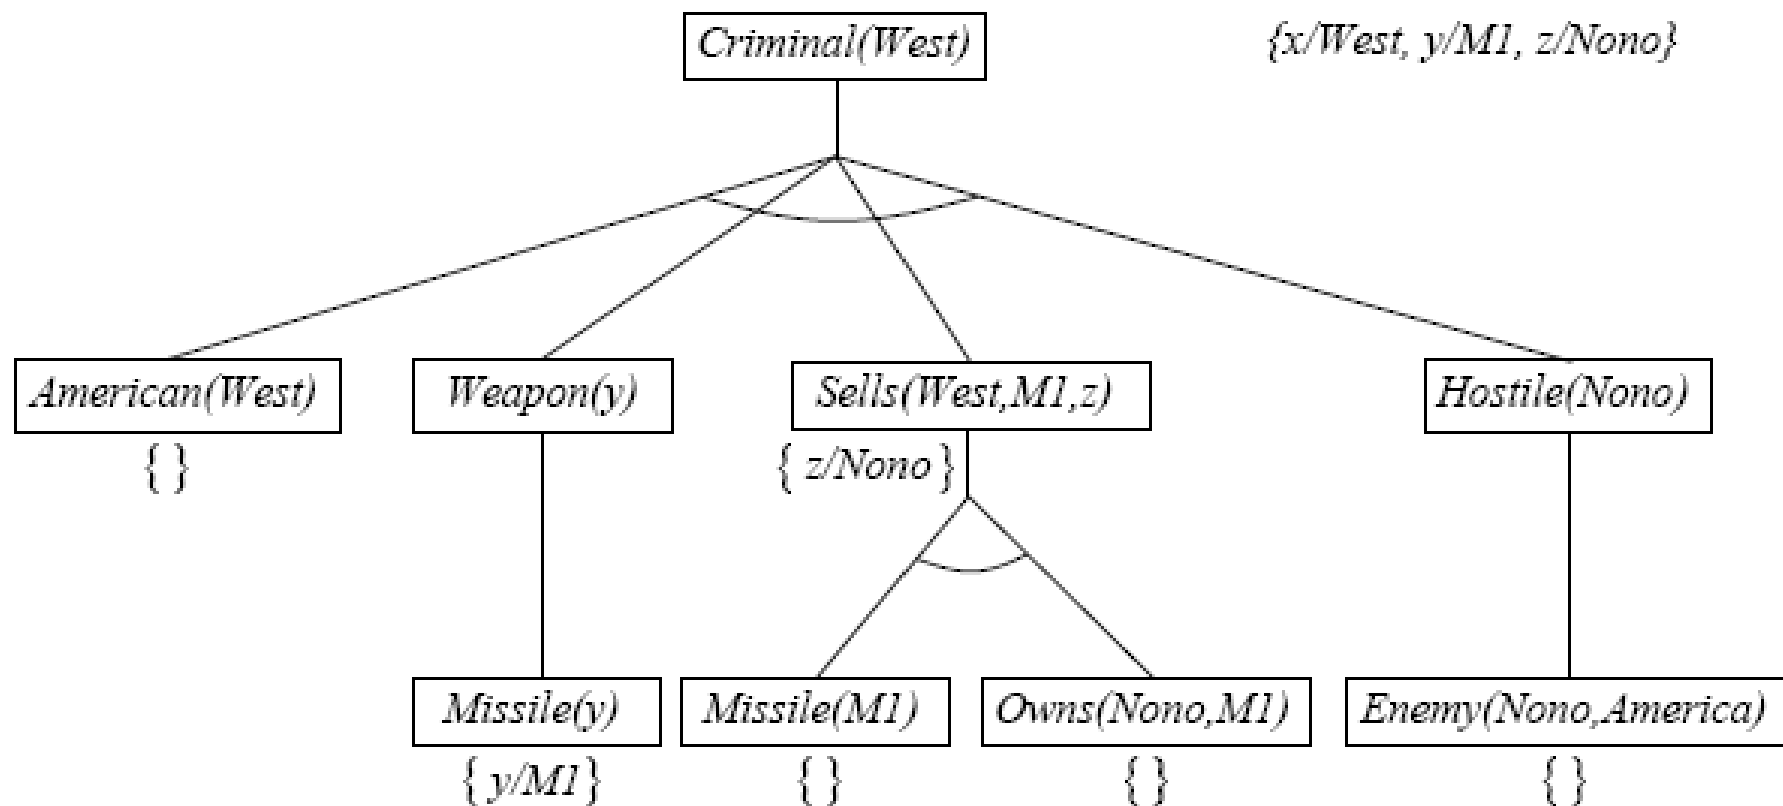 Criminal(West)
{x/West, y/M1, z/Nono}
American(West)
Weapon(y)
Sells(West,M1,z)
Hostile(Nono)
{ }
{ z/Nono }
Missile(y)
Missile(M1)
Owns(Nono,M1)
Enemy(Nono,America)
{ y/M1 }
{ }
{ }
{ }